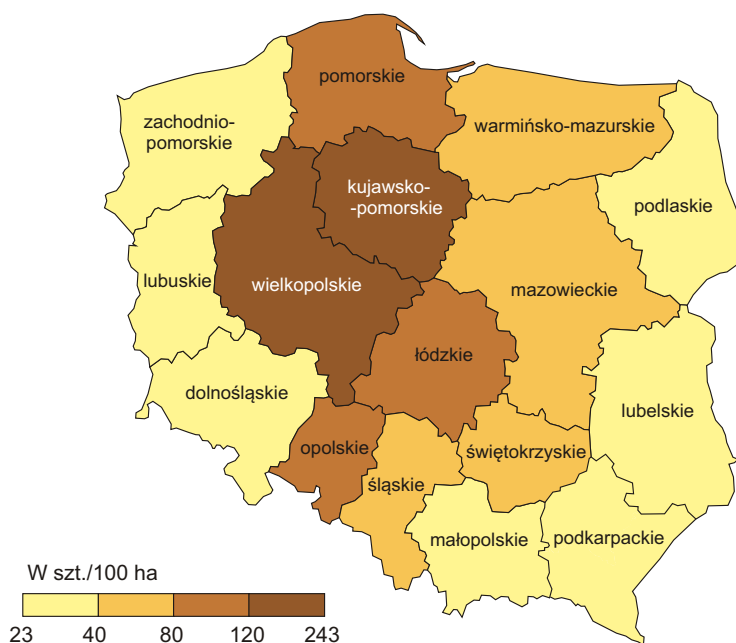 pomorskie
zachodnio-
pomorskie
warmińsko-mazurskie
kujawsko-
-pomorskie
podlaskie
lubuskie
wielkopolskie
mazowieckie
łódzkie
dolnośląskie
lubelskie
opolskie
śląskie
świętokrzyskie
małopolskie
podkarpackie
W szt./100 ha
23 40 80 120 243